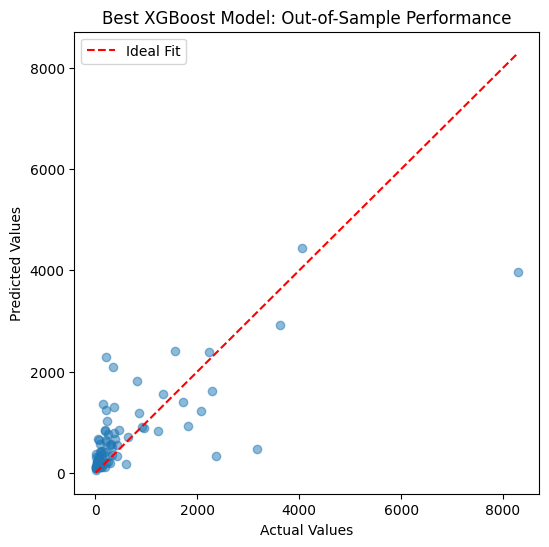 Best XGBoost Model: Out-of-Sample Performance
Ideal Fit
8000
6000
4000
2000
0
Predicted Values
0 2000 4000 6000 8000
Actual Values